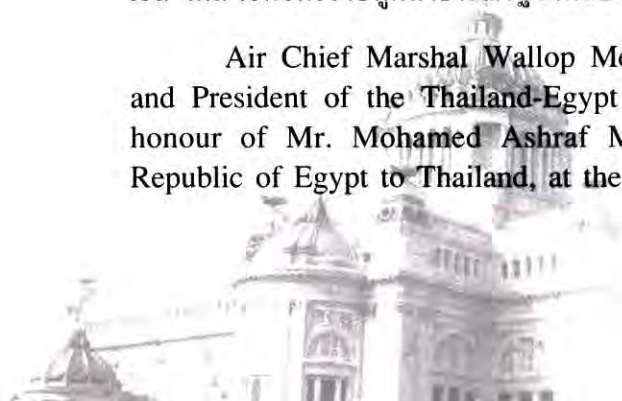 Air Chief Marshal Wallop
and President of the Thailand-Egypt
honour of Mr. Mohamed Ashraf
Republic of Egypt to Thailand, at the